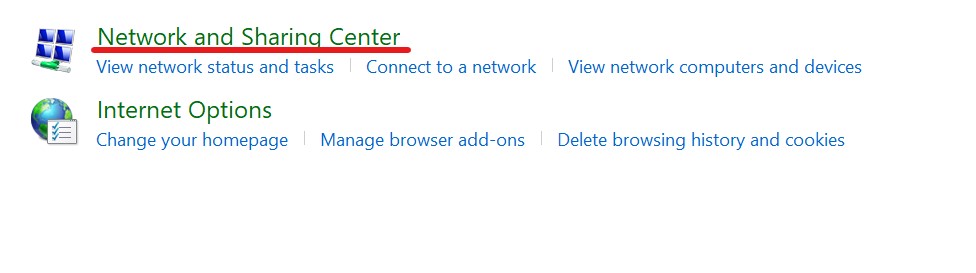 Network and Sharing Center
View network status and tasks Connect to a network View network computers and devices
Internet Options
Change your homepage Manage browser add-ons Delete browsing history and cookies